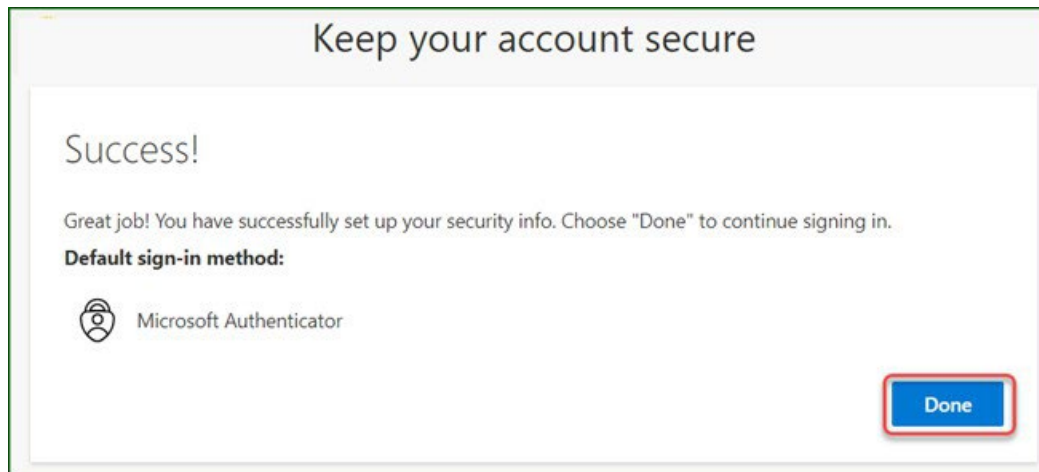 Keep your account secure
Success!
Great job! You have successfully set up your security info. Choose "Done" to continue signing in.
Default sign-in method:
Microsoft Authenticator
Done